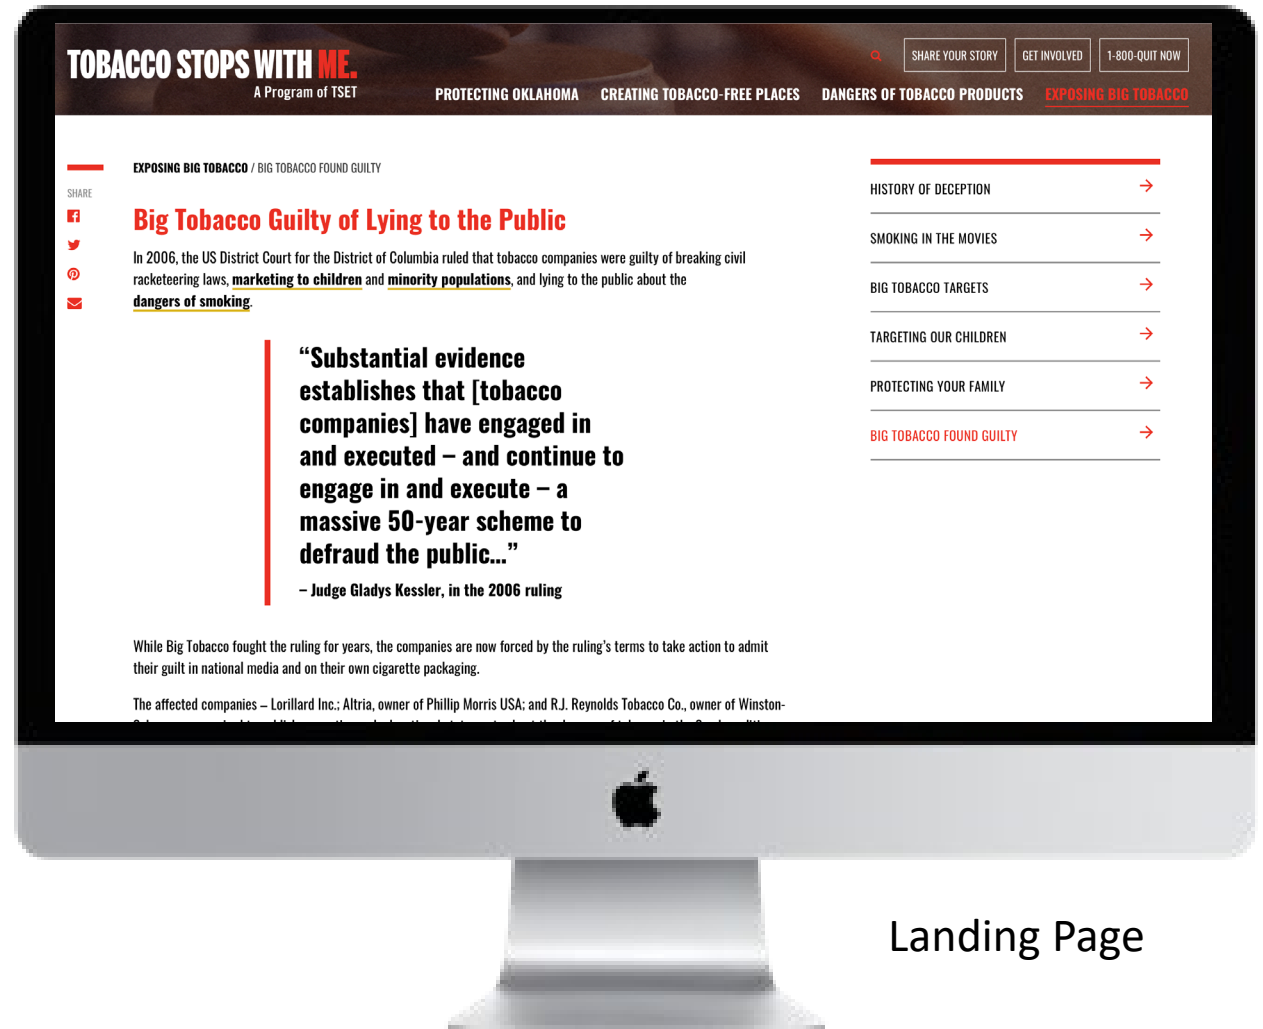 TOBACCO STOPS WITH ME.
A Program of TSET
SHARE YOUR STORY
GET INVOLVED
1-800-QUIT NOW
PROTECTING OKLAHOMA
CREATING TOBACCO-FREE PLACES
DANGERS OF TOBACCO PRODUCTS
EXPOSING BIG TOBACCO
SHARE
EXPOSING BIG TOBACCO / BIG TOBACCO FOUND GUILTY
Big Tobacco Guilty of Lying to the Public
In 2006, the US District Court for the District of Columbia ruled that tobacco companies were guilty of breaking civil
racketeering laws, marketing to children and minority populations, and lying to the public about the
dangers of smoking.
“Substantial evidence
establishes that [tobacco
companies] have engaged in
and executed – and continue to
engage in and execute – a
massive 50-year scheme to
defraud the public...”
– Judge Gladys Kessler, in the 2006 ruling
While Big Tobacco fought the ruling for years, the companies are now forced by the ruling’s terms to take action to admit
their guilt in national media and on their own cigarette packaging.
The affected companies – Lorillard Inc.; Altria, owner of Phillip Morris USA; and R.J. Reynolds Tobacco Co., owner of Winston-
HISTORY OF DECEPTION
SMOKING IN THE MOVIES
BIG TOBACCO TARGETS
TARGETING OUR CHILDREN
PROTECTING YOUR FAMILY
BIG TOBACCO FOUND GUILTY
Landing Page